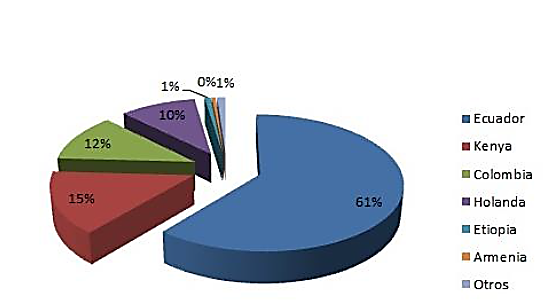 1%
0%
1%
10%
12%
15%
61%
Ecuador
Kenya
Colombia
Holanda
Etiopia
Armenia
Otros